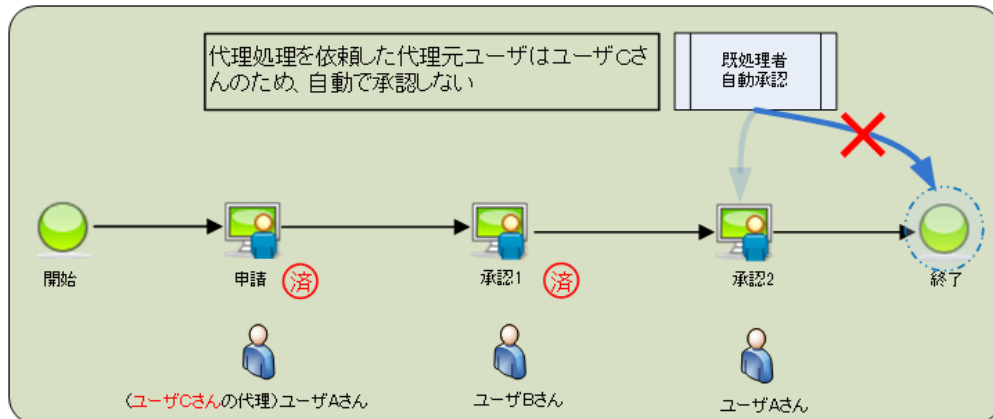 代理処理を依頼した代理元ユーザはユーザCさ
んのため、自動で承認しない
既処理者
自動承認
開始
申請
済
承認1
済
承認2
終了
(ユーザCさんの代理)ユーザAさん
ユーザBさん
ユーザAさん